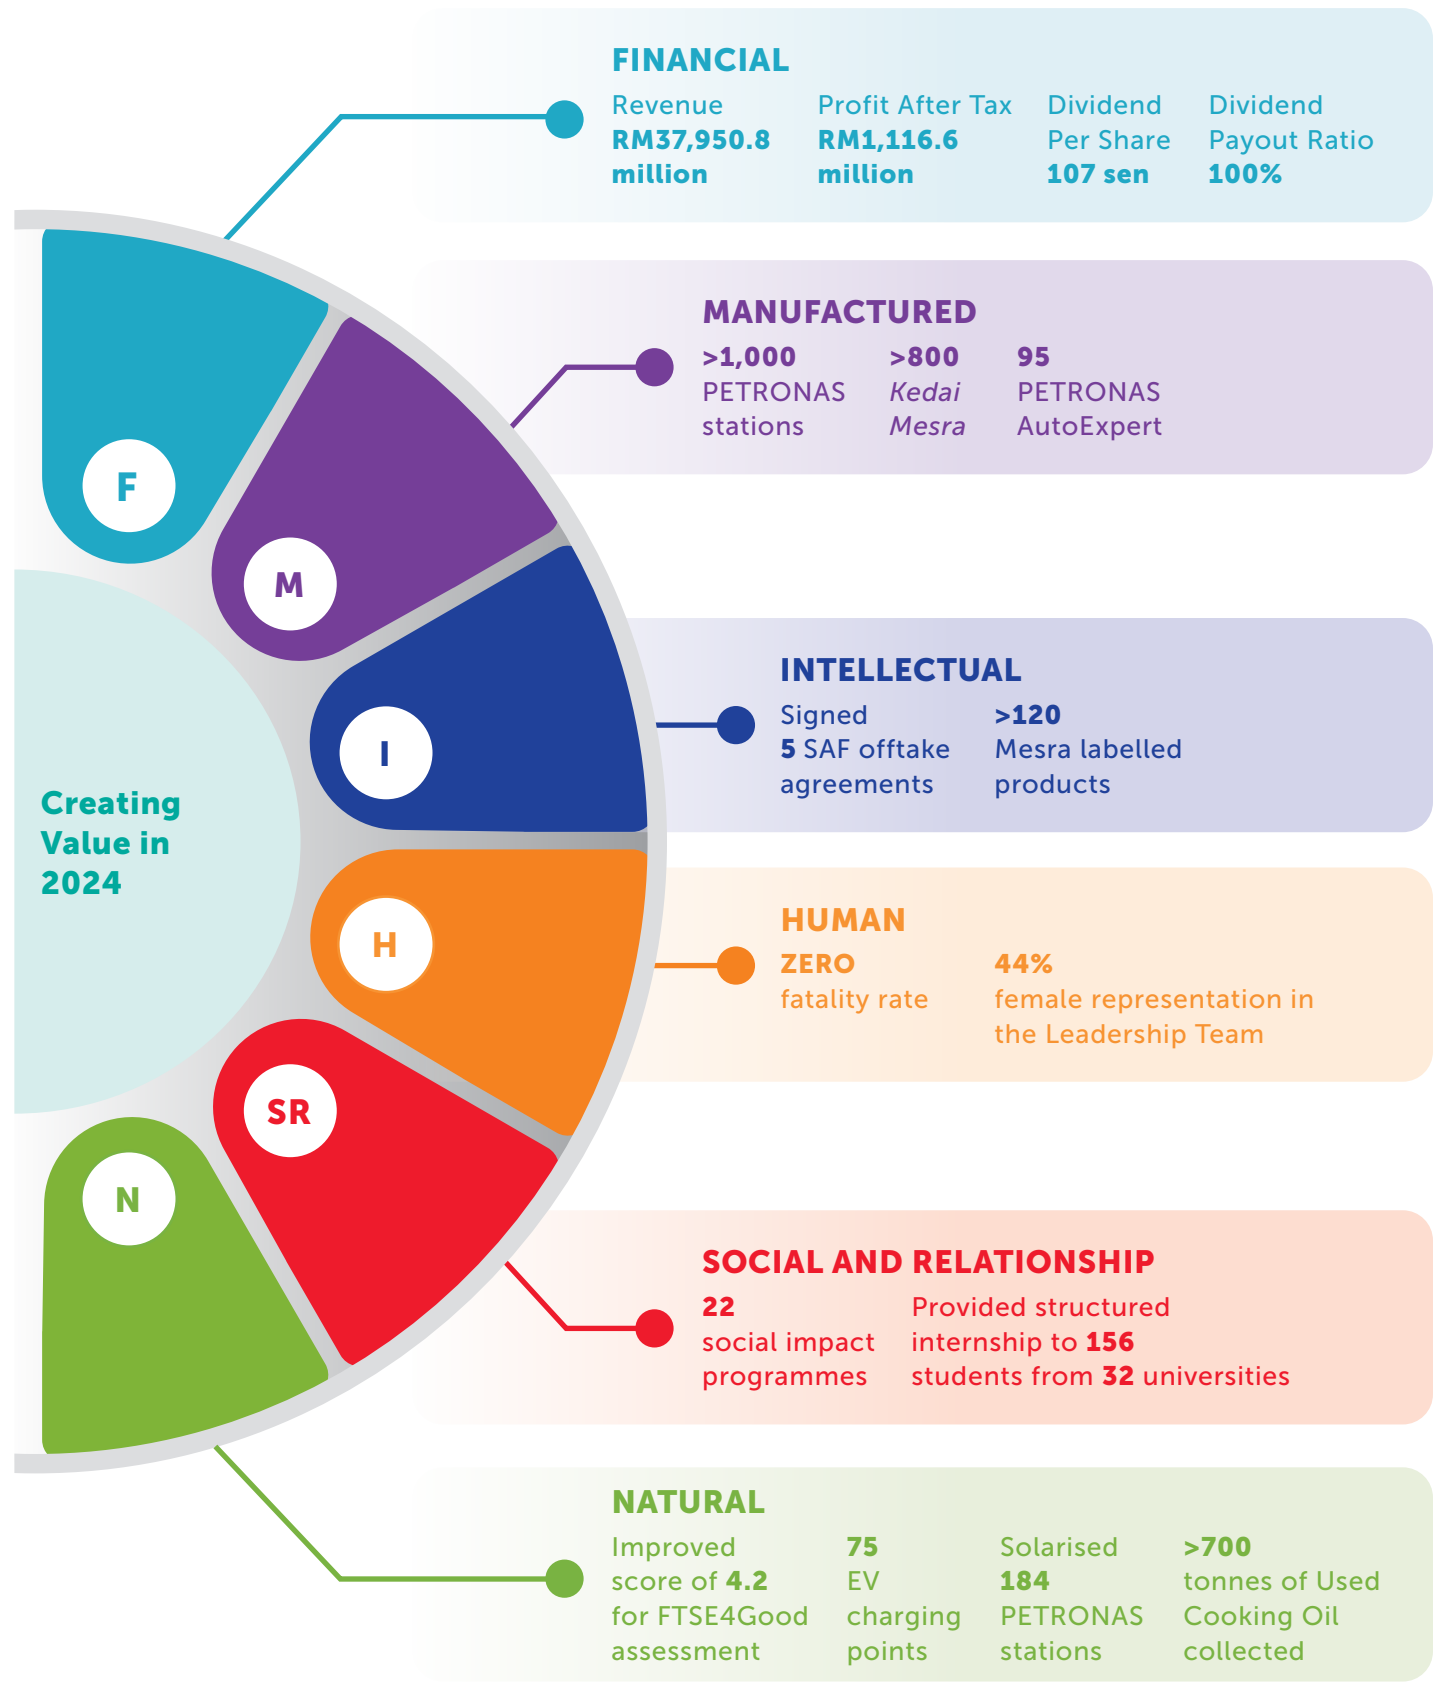 FINANCIAL
Revenue
RM37,950.8
million
Profit After Tax
RM1,116.6
million
Dividend
Per Share
107 sen
Dividend
Payout Ratio
100%
F
MANUFACTURED
>1,000
PETRONAS
stations
>800
Kedai
Mesra
95
PETRONAS
AutoExpert
M
INTELLECTUAL
Signed
5 SAF offtake
agreements
>120
Mesra labelled
products
I
Creating
Value in
2024
HUMAN
ZERO
fatality rate
44%
female representation in
the Leadership Team
H
SR
SOCIAL AND RELATIONSHIP
22
social impact
programmes
Provided structured
internship to 156
students from 32 universities
N
NATURAL
Improved
score of 4.2
for FTSE4Good
assessment
75
EV
charging
points
Solarised
184
PETRONAS
stations
>700
tonnes of Used
Cooking Oil
collected